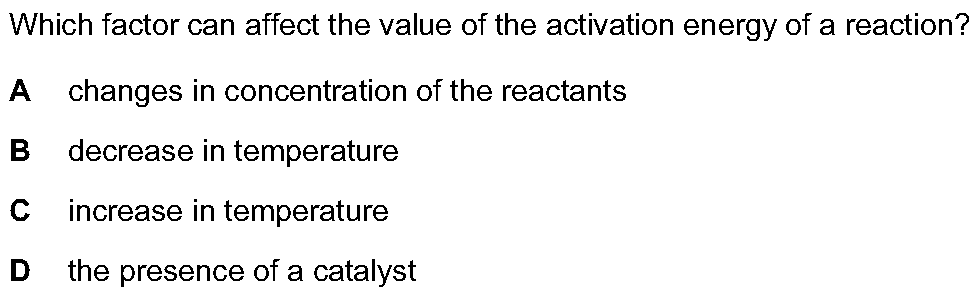 Which factor can affect the value of the activation energy of a reaction?
A changes in concentration of the reactants
B decrease in temperature
C increase in temperature
D the presence of a catalyst